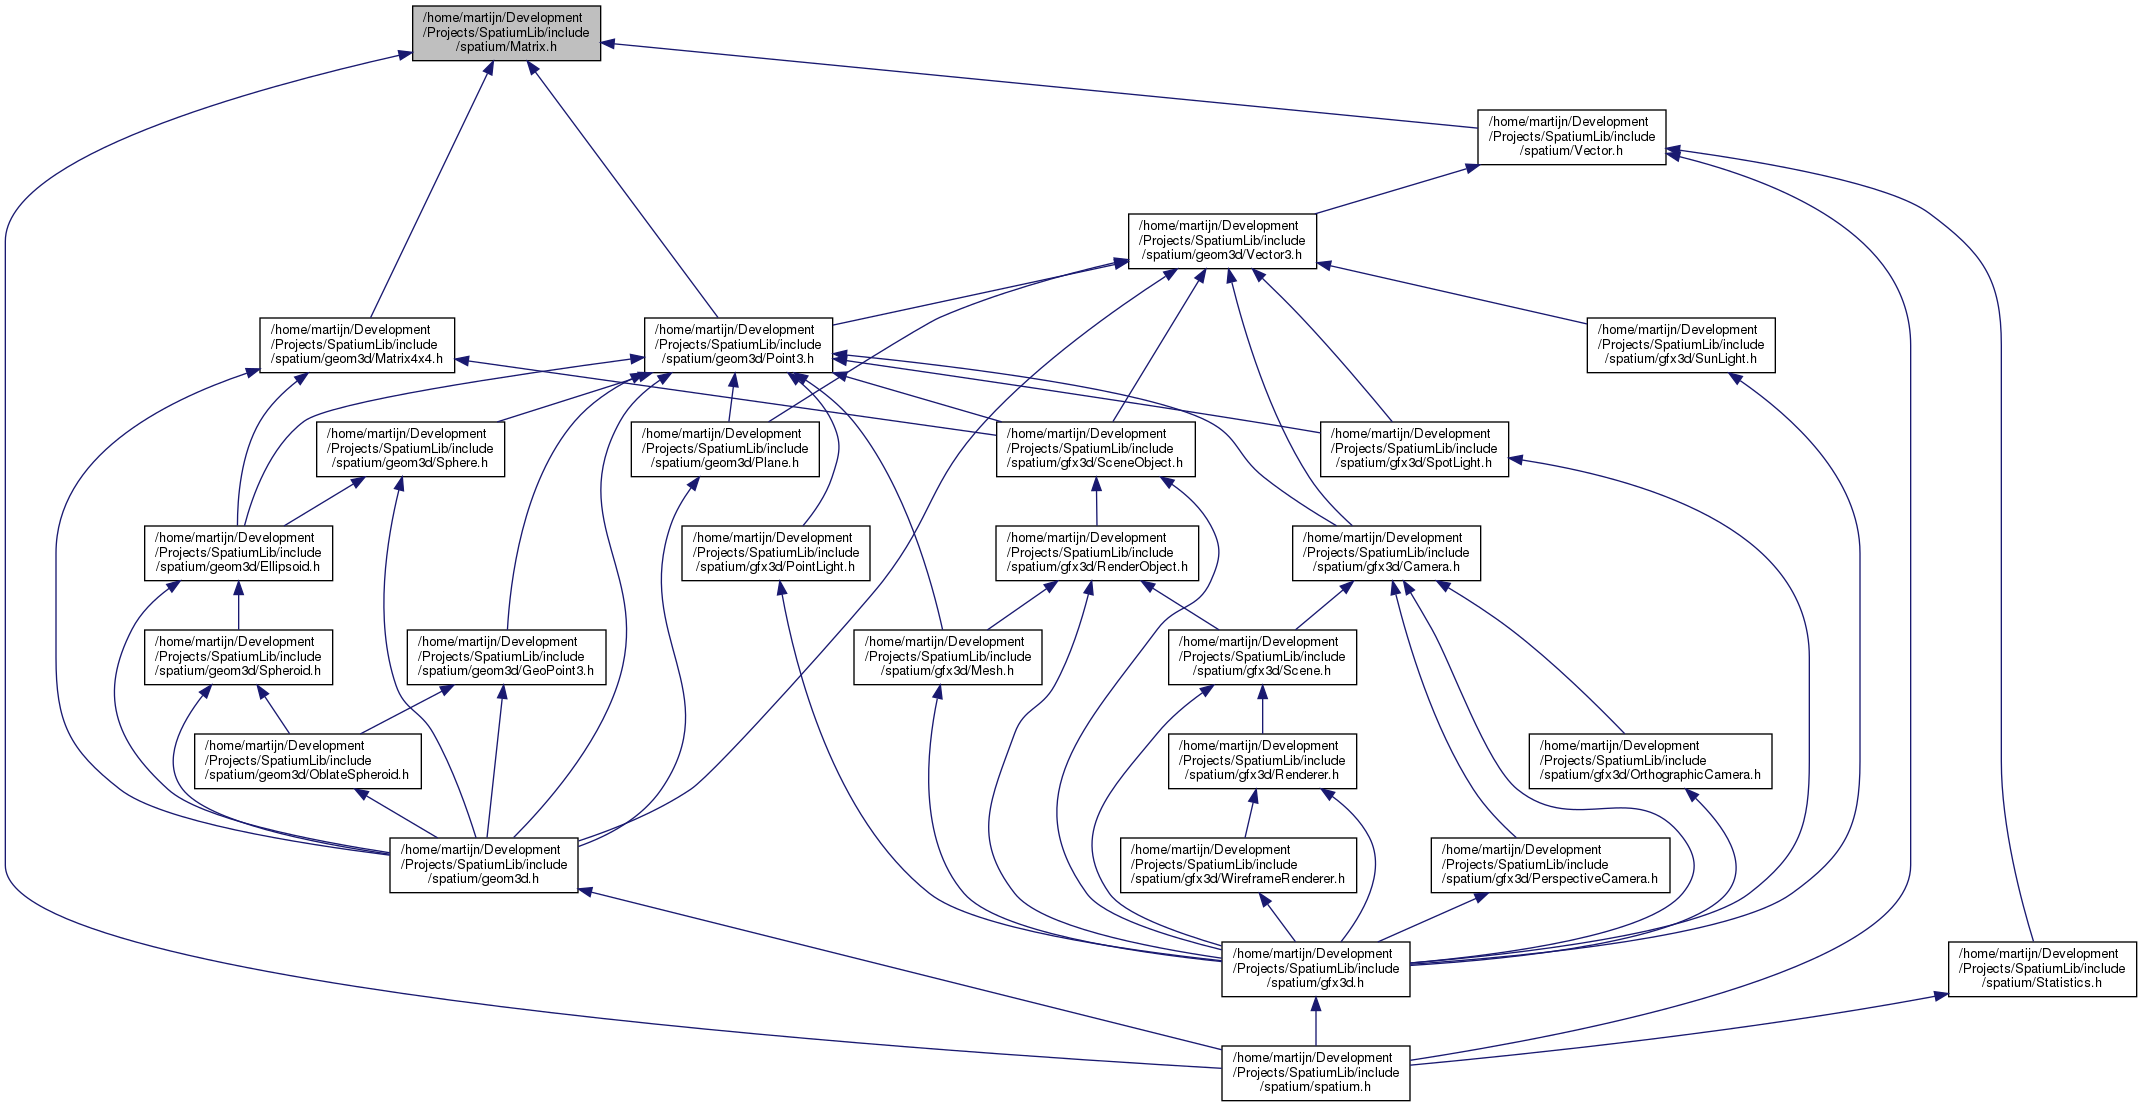 /home/martijn/Development
/Projects/SpatiumLib/include
/spatium/Matrix.h
/home/martijn/Development
/Projects/SpatiumLib/include
/spatium/Vector.h
/home/martijn/Development
/Projects/SpatiumLib/include
/spatium/geom3d/Vector3.h
/home/martijn/Development
/Projects/SpatiumLib/include
/spatium/geom3d/Matrix4x4.h
/home/martijn/Development
/Projects/SpatiumLib/include
/spatium/geom3d/Point3.h
/home/martijn/Development
/Projects/SpatiumLib/include
/spatium/gfx3d/SunLight.h
/home/martijn/Development
/Projects/SpatiumLib/include
/spatium/geom3d/Sphere.h
/home/martijn/Development
/Projects/SpatiumLib/include
/spatium/geom3d/Plane.h
/home/martijn/Development
/Projects/SpatiumLib/include
/spatium/gfx3d/SceneObject.h
/home/martijn/Development
/Projects/SpatiumLib/include
/spatium/gfx3d/SpotLight.h
/home/martijn/Development
/Projects/SpatiumLib/include
/spatium/geom3d/Ellipsoid.h
/home/martijn/Development
/Projects/SpatiumLib/include
/spatium/gfx3d/PointLight.h
/home/martijn/Development
/Projects/SpatiumLib/include
/spatium/gfx3d/RenderObject.h
/home/martijn/Development
/Projects/SpatiumLib/include
/spatium/gfx3d/Camera.h
/home/martijn/Development
/Projects/SpatiumLib/include
/spatium/geom3d/Spheroid.h
/home/martijn/Development
/Projects/SpatiumLib/include
/spatium/geom3d/GeoPoint3.h
/home/martijn/Development
/Projects/SpatiumLib/include
/spatium/gfx3d/Mesh.h
/home/martijn/Development
/Projects/SpatiumLib/include
/spatium/gfx3d/Scene.h
/home/martijn/Development
/Projects/SpatiumLib/include
/spatium/geom3d/OblateSpheroid.h
/home/martijn/Development
/Projects/SpatiumLib/include
/spatium/gfx3d/Renderer.h
/home/martijn/Development
/Projects/SpatiumLib/include
/spatium/gfx3d/OrthographicCamera.h
/home/martijn/Development
/Projects/SpatiumLib/include
/spatium/geom3d.h
/home/martijn/Development
/Projects/SpatiumLib/include
/spatium/gfx3d/WireframeRenderer.h
/home/martijn/Development
/Projects/SpatiumLib/include
/spatium/gfx3d/PerspectiveCamera.h
/home/martijn/Development
/Projects/SpatiumLib/include
/spatium/gfx3d.h
/home/martijn/Development
/Projects/SpatiumLib/include
/spatium/Statistics.h
/home/martijn/Development
/Projects/SpatiumLib/include
/spatium/spatium.h